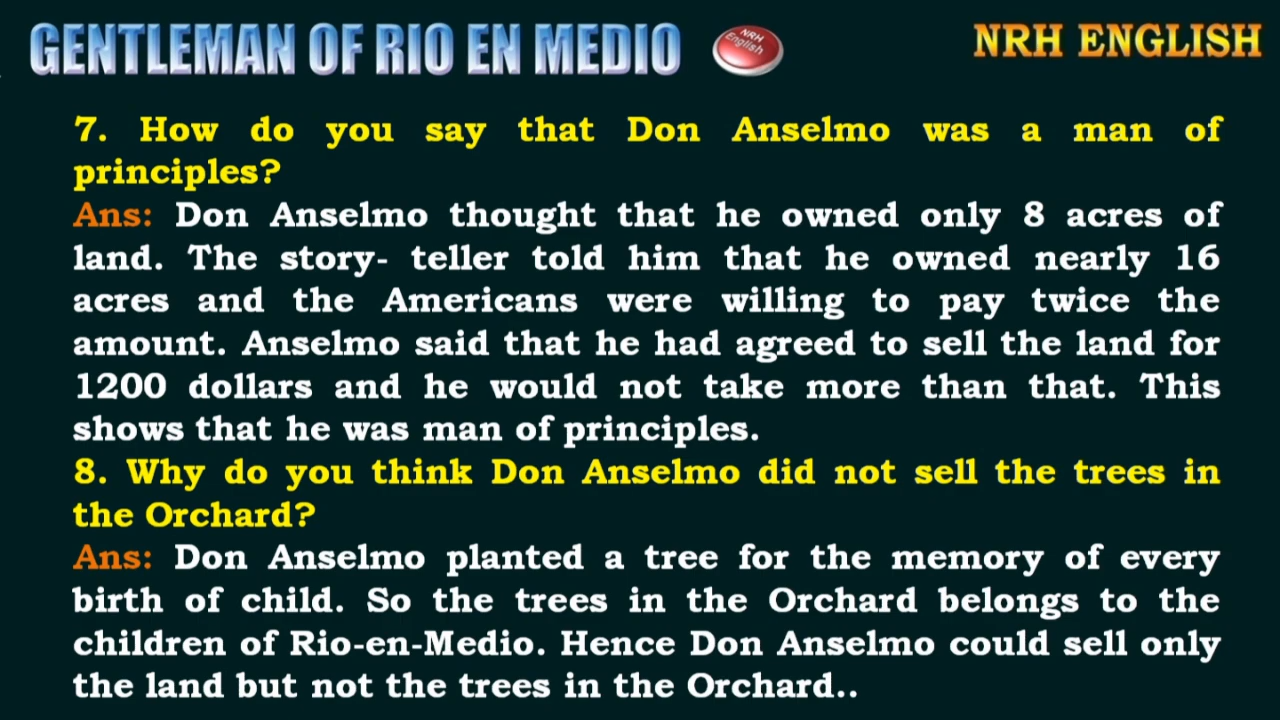 GENTLEMAN OF RIO EN MEDIO
NRH English
NRH ENGLISH
7. How do you say that Don Anselmo was a man of
principles?
Ans: Don Anselmo thought that he owned only 8 acres of
land. The story- teller told him that he owned nearly 16
acres and the Americans were willing to pay twice the
amount. Anselmo said that he had agreed to sell the land for
1200 dollars and he would not take more than that. This
shows that he was man of principles.
8. Why do you think Don Anselmo did not sell the trees in
the Orchard?
Ans: Don Anselmo planted a tree for the memory of every
birth of child. So the trees in the Orchard belongs to the
children of Rio-en-Medio. Hence Don Anselmo could sell only
the land but not the trees in the Orchard..